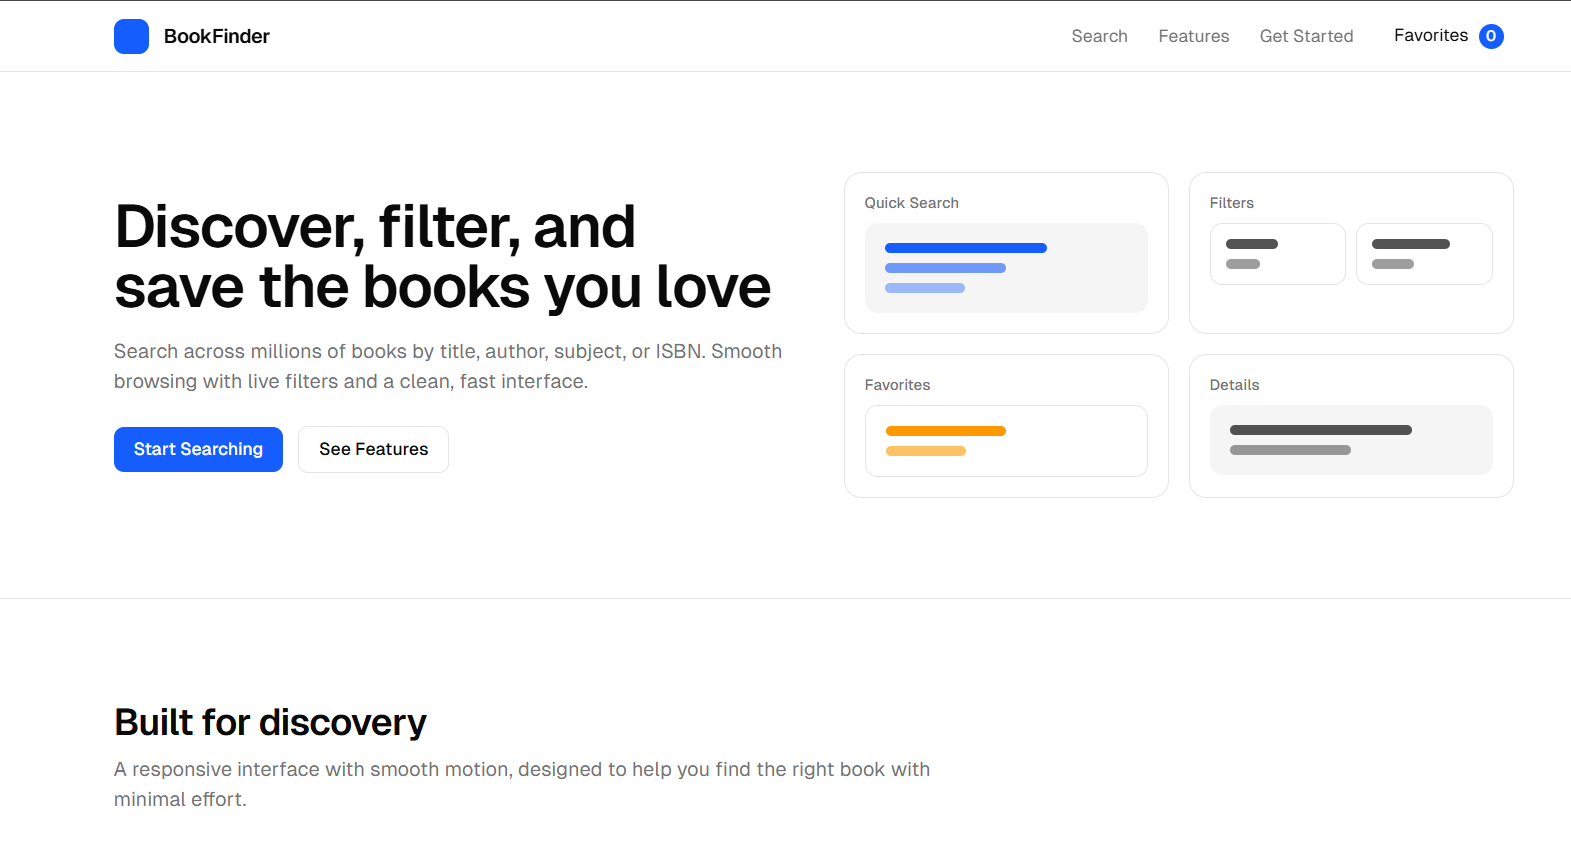 BookFinder
Search
Features
Get Started
Favorites
0
Discover, filter, and
save the books you love
Search across millions of books by title, author, subject, or ISBN. Smooth
browsing with live filters and a clean, fast interface.
Start Searching
See Features
Quick Search
Filters
Favorites
Details
Built for discovery
A responsive interface with smooth motion, designed to help you find the right book with
minimal effort.